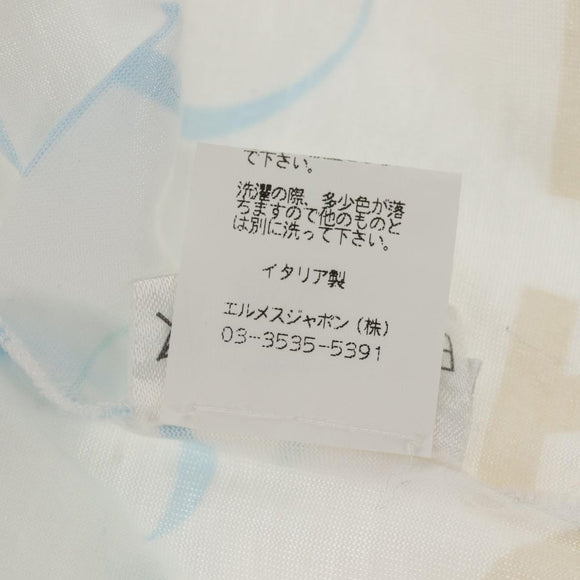 て下さい。
洗濯の際、多少色が落
ちますので他のものと
は別に洗って下さい。
イタリア製
エルメスジャポン（株）
03-3535-5391